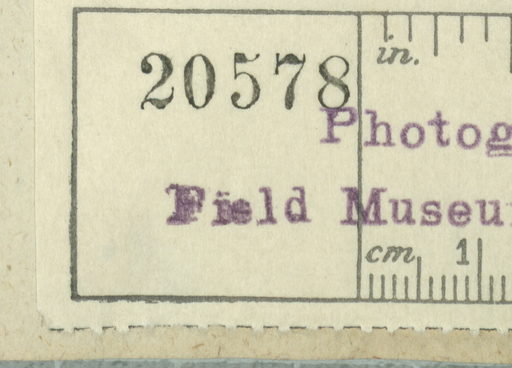 20578
in.
Photog
Field Museu
cm 1